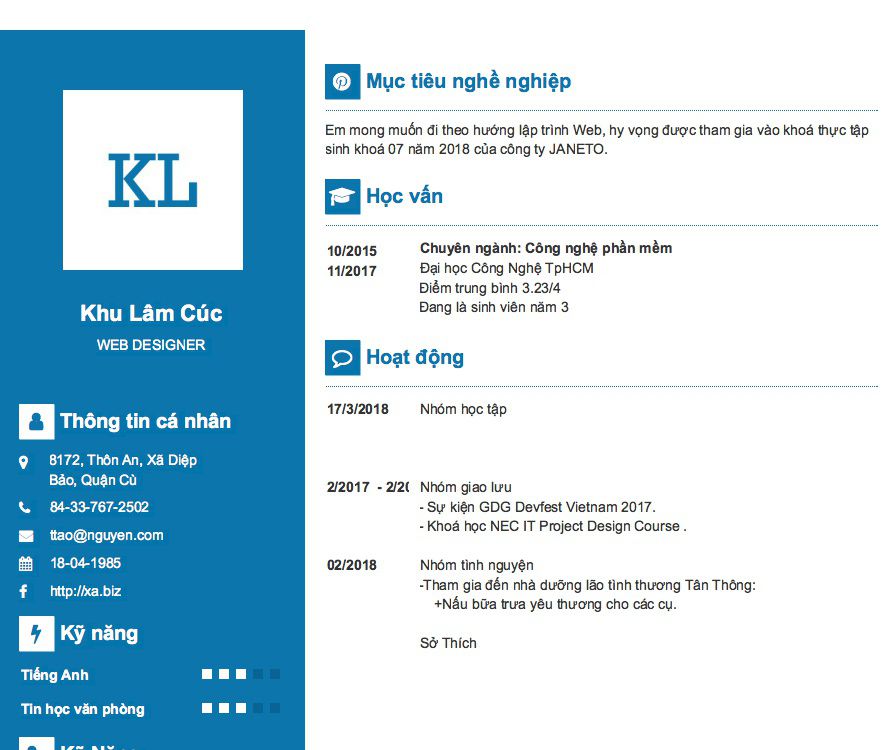 KL
Khu Lâm Cúc
WEB DESIGNER
Thông tin cá nhân
8172, Thôn An, Xã Diệp
Bảo, Quận Cù
84-33-767-2502
ttao@nguyen.com
18-04-1985
http://xa.biz
Kỹ năng
Tiếng Anh
Tin học văn phòng
Mục tiêu nghề nghiệp
Em mong muốn đi theo hướng lập trình Web, hy vọng được tham gia vào khoá thực tập
sinh khoá 07 năm 2018 của công ty JANETO.
Học vấn
10/2015
11/2017
Chuyên ngành: Công nghệ phần mềm
Đại học Công Nghệ TpHCM
Điểm trung bình 3.23/4
Đang là sinh viên năm 3
Hoạt động
17/3/2018 Nhóm học tập
2/2017 - 2/20 Nhóm giao lưu
- Sự kiện GDG Devfest Vietnam 2017.
- Khoá học NEC IT Project Design Course .
02/2018 Nhóm tình nguyện
-Tham gia đến nhà dưỡng lão tình thương Tân Thông:
+Nấu bữa trưa yêu thương cho các cụ.
Sở Thích